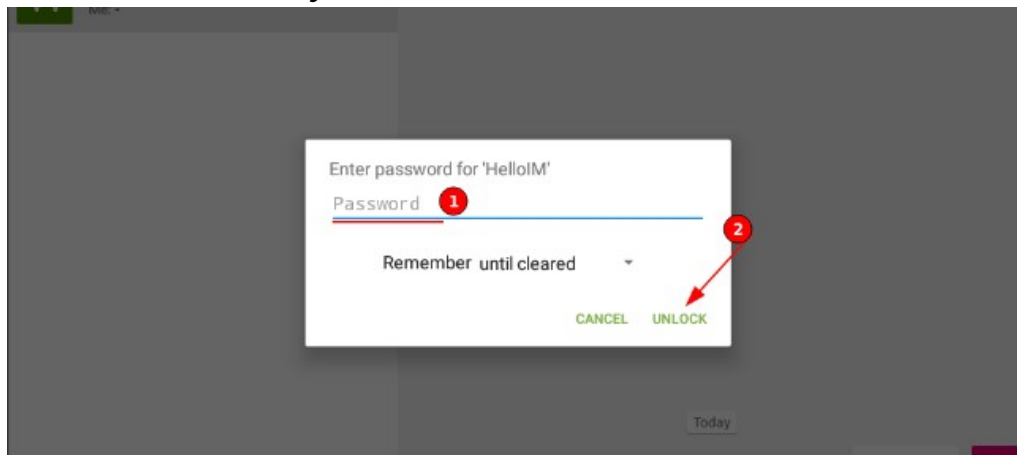 Me: -
Enter password for 'HelloIM'
Password 1
2
Remember until cleared
CANCEL UNLOCK
Today